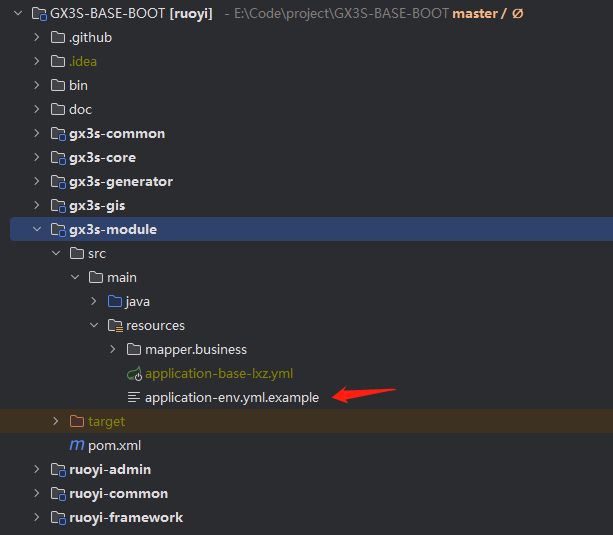 GX3S-BASE-BOOT [ruoyi] - E:\Code\project\GX3S-BASE-BOOT master / Ø
.github
.idea
bin
doc
gx3s-common
gx3s-core
gx3s-generator
gx3s-gis
gx3s-module
src
main
java
resources
mapper.business
application-base-lxz.yml
application-env.yml.example
target
m pom.xml
ruoyi-admin
ruoyi-common
ruoyi-framework